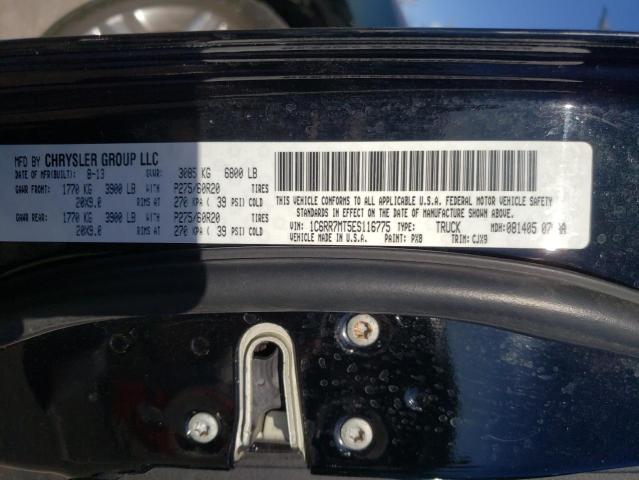 MFD BY CHRYSLER GROUP LLC
DATE OF MFR(BUILT): 8-13 GVWR: 3085 KG 6800 LB
GAWR FRONT: 1770 KG 3900 LB WITH P275/60R20 TIRES
20X9.0 RIMS AT 270 KPA ( 39 PSI) COLD
GAWR REAR: 1770 KG 3900 LB WITH P275/60R20 TIRES
20X9.0 RIMS AT 270 KPA ( 39 PSI) COLD
THIS VEHICLE CONFORMS TO ALL APPLICABLE U.S.A. FEDERAL MOTOR VEHICLE SAFETY
STANDARDS IN EFFECT ON THE DATE OF MANUFACTURE SHOWN ABOVE.
VIN: 1C6RR7MT5ES116775 TYPE: TRUCK MDH: 081405
VEHICLE MADE IN U.S.A. PAINT: PX8 TRIM: CJX9